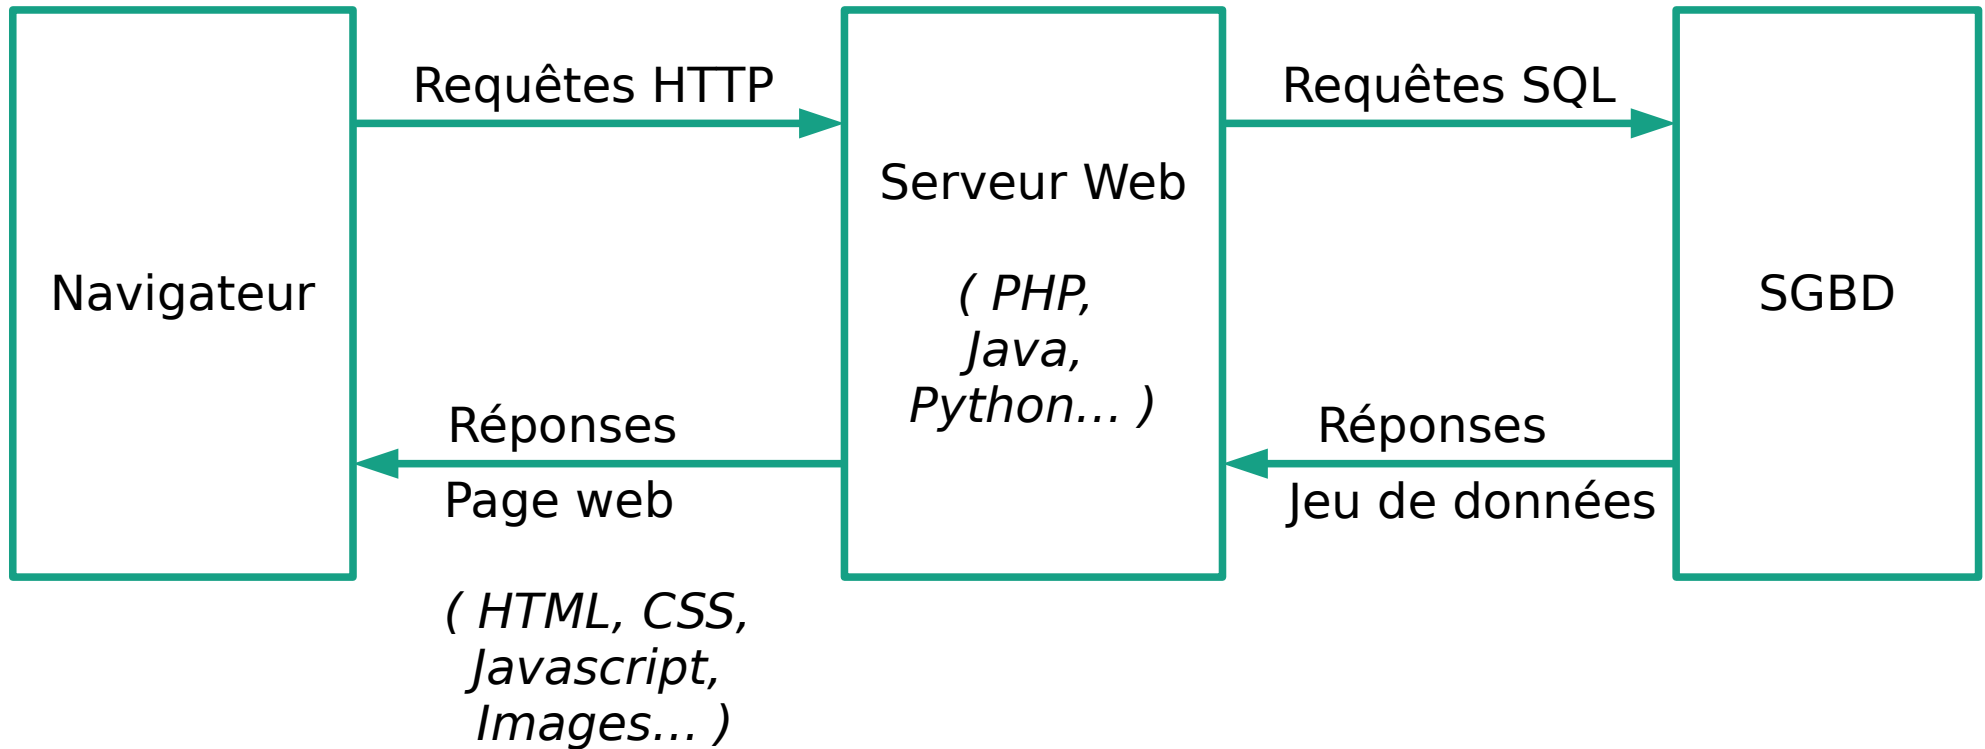 Requêtes HTTP
Requêtes SQL
Serveur Web
Navigateur
( PHP,
Java,
Python... )
SGBD
Réponses
Page web
Réponses
Jeu de données
( HTML, CSS,
Javascript,
Images... )